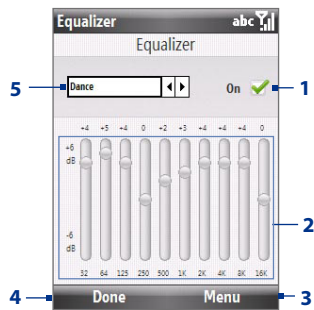 Equalizer abc
Equalizer
5 Dance On 1
+4 +5 +4 0 +2 +3 +4 +4 +4 0
+6
dB
2
-6
dB
32 64 125 250 500 1K 2K 4K 8K 16K
4 Done Menu 3